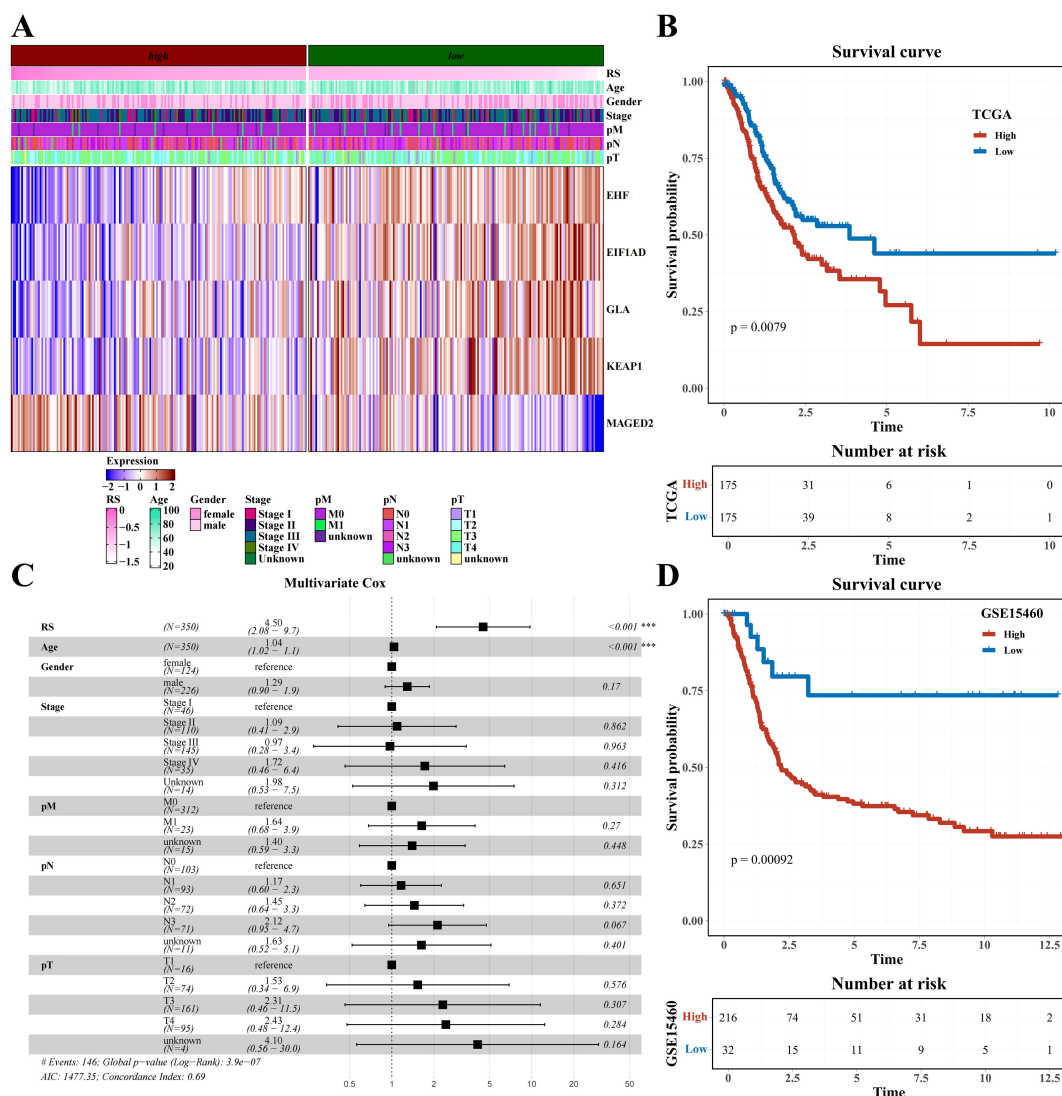 A
high
low
RS
Age
Gender
Stage
pM
pN
pT
EHF
EIF1AD
GLA
KEAP1
MAGED2
Expression
−2 −1 0 1 2
RS
0
−0.5
−1
−1.5
Age
100
80
60
40
20
Gender
female
male
Stage
Stage I
Stage II
Stage III
Stage IV
Unknown
pM
M0
M1
unknown
pN
N0
N1
N2
N3
unknown
pT
T1
T2
T3
T4
unknown
B
Survival curve
TCGA
High
Low
p = 0.0079
Survival probability
1.00
0.75
0.50
0.25
0.00
0 2.5 5 7.5 10
Time
Number at risk
TCGA
High 175 31 6 1 0
Low 175 39 8 2 1
0 2.5 5 7.5 10
Time
C
Multivariate Cox
RS (N=350) 4.50 (2.08 − 9.7) <0.001 ***
Age (N=350) 1.04 (1.02 − 1.1) <0.001 ***
Gender female (N=124) reference
male (N=226) 1.29 (0.90 − 1.9) 0.17
Stage Stage I (N=46) reference
Stage II (N=110) 1.09 (0.41 − 2.9) 0.862
Stage III (N=145) 0.97 (0.28 − 3.4) 0.963
Stage IV (N=35) 1.72 (0.46 − 6.4) 0.416
Unknown (N=14) 1.98 (0.53 − 7.5) 0.312
pM M0 (N=312) reference
M1 (N=23) 1.64 (0.68 − 3.9) 0.27
unknown (N=15) 1.40 (0.59 − 3.3) 0.448
pN N0 (N=103) reference
N1 (N=93) 1.17 (0.60 − 2.3) 0.651
N2 (N=72) 1.45 (0.64 − 3.3) 0.372
N3 (N=71) 2.12 (0.95 − 4.7) 0.067
unknown (N=11) 1.63 (0.52 − 5.1) 0.401
pT T1 (N=16) reference
T2 (N=74) 1.53 (0.34 − 6.9) 0.576
T3 (N=161) 2.31 (0.46 − 11.5) 0.307
T4 (N=95) 2.43 (0.48 − 12.4) 0.284
unknown (N=4) 4.10 (0.56 − 30.0) 0.164
# Events: 146; Global p−value (Log−Rank): 3.9e−07
AIC: 1477.35; Concordance Index: 0.69
0.5 1 2 5 10 20 50
D
Survival curve
GSE15460
High
Low
p = 0.00092
Survival probability
1.00
0.75
0.50
0.25
0.00
0 2.5 5 7.5 10 12.5
Time
Number at risk
GSE15460
High 216 74 51 31 18 2
Low 32 15 11 9 5 1
0 2.5 5 7.5 10 12.5
Time